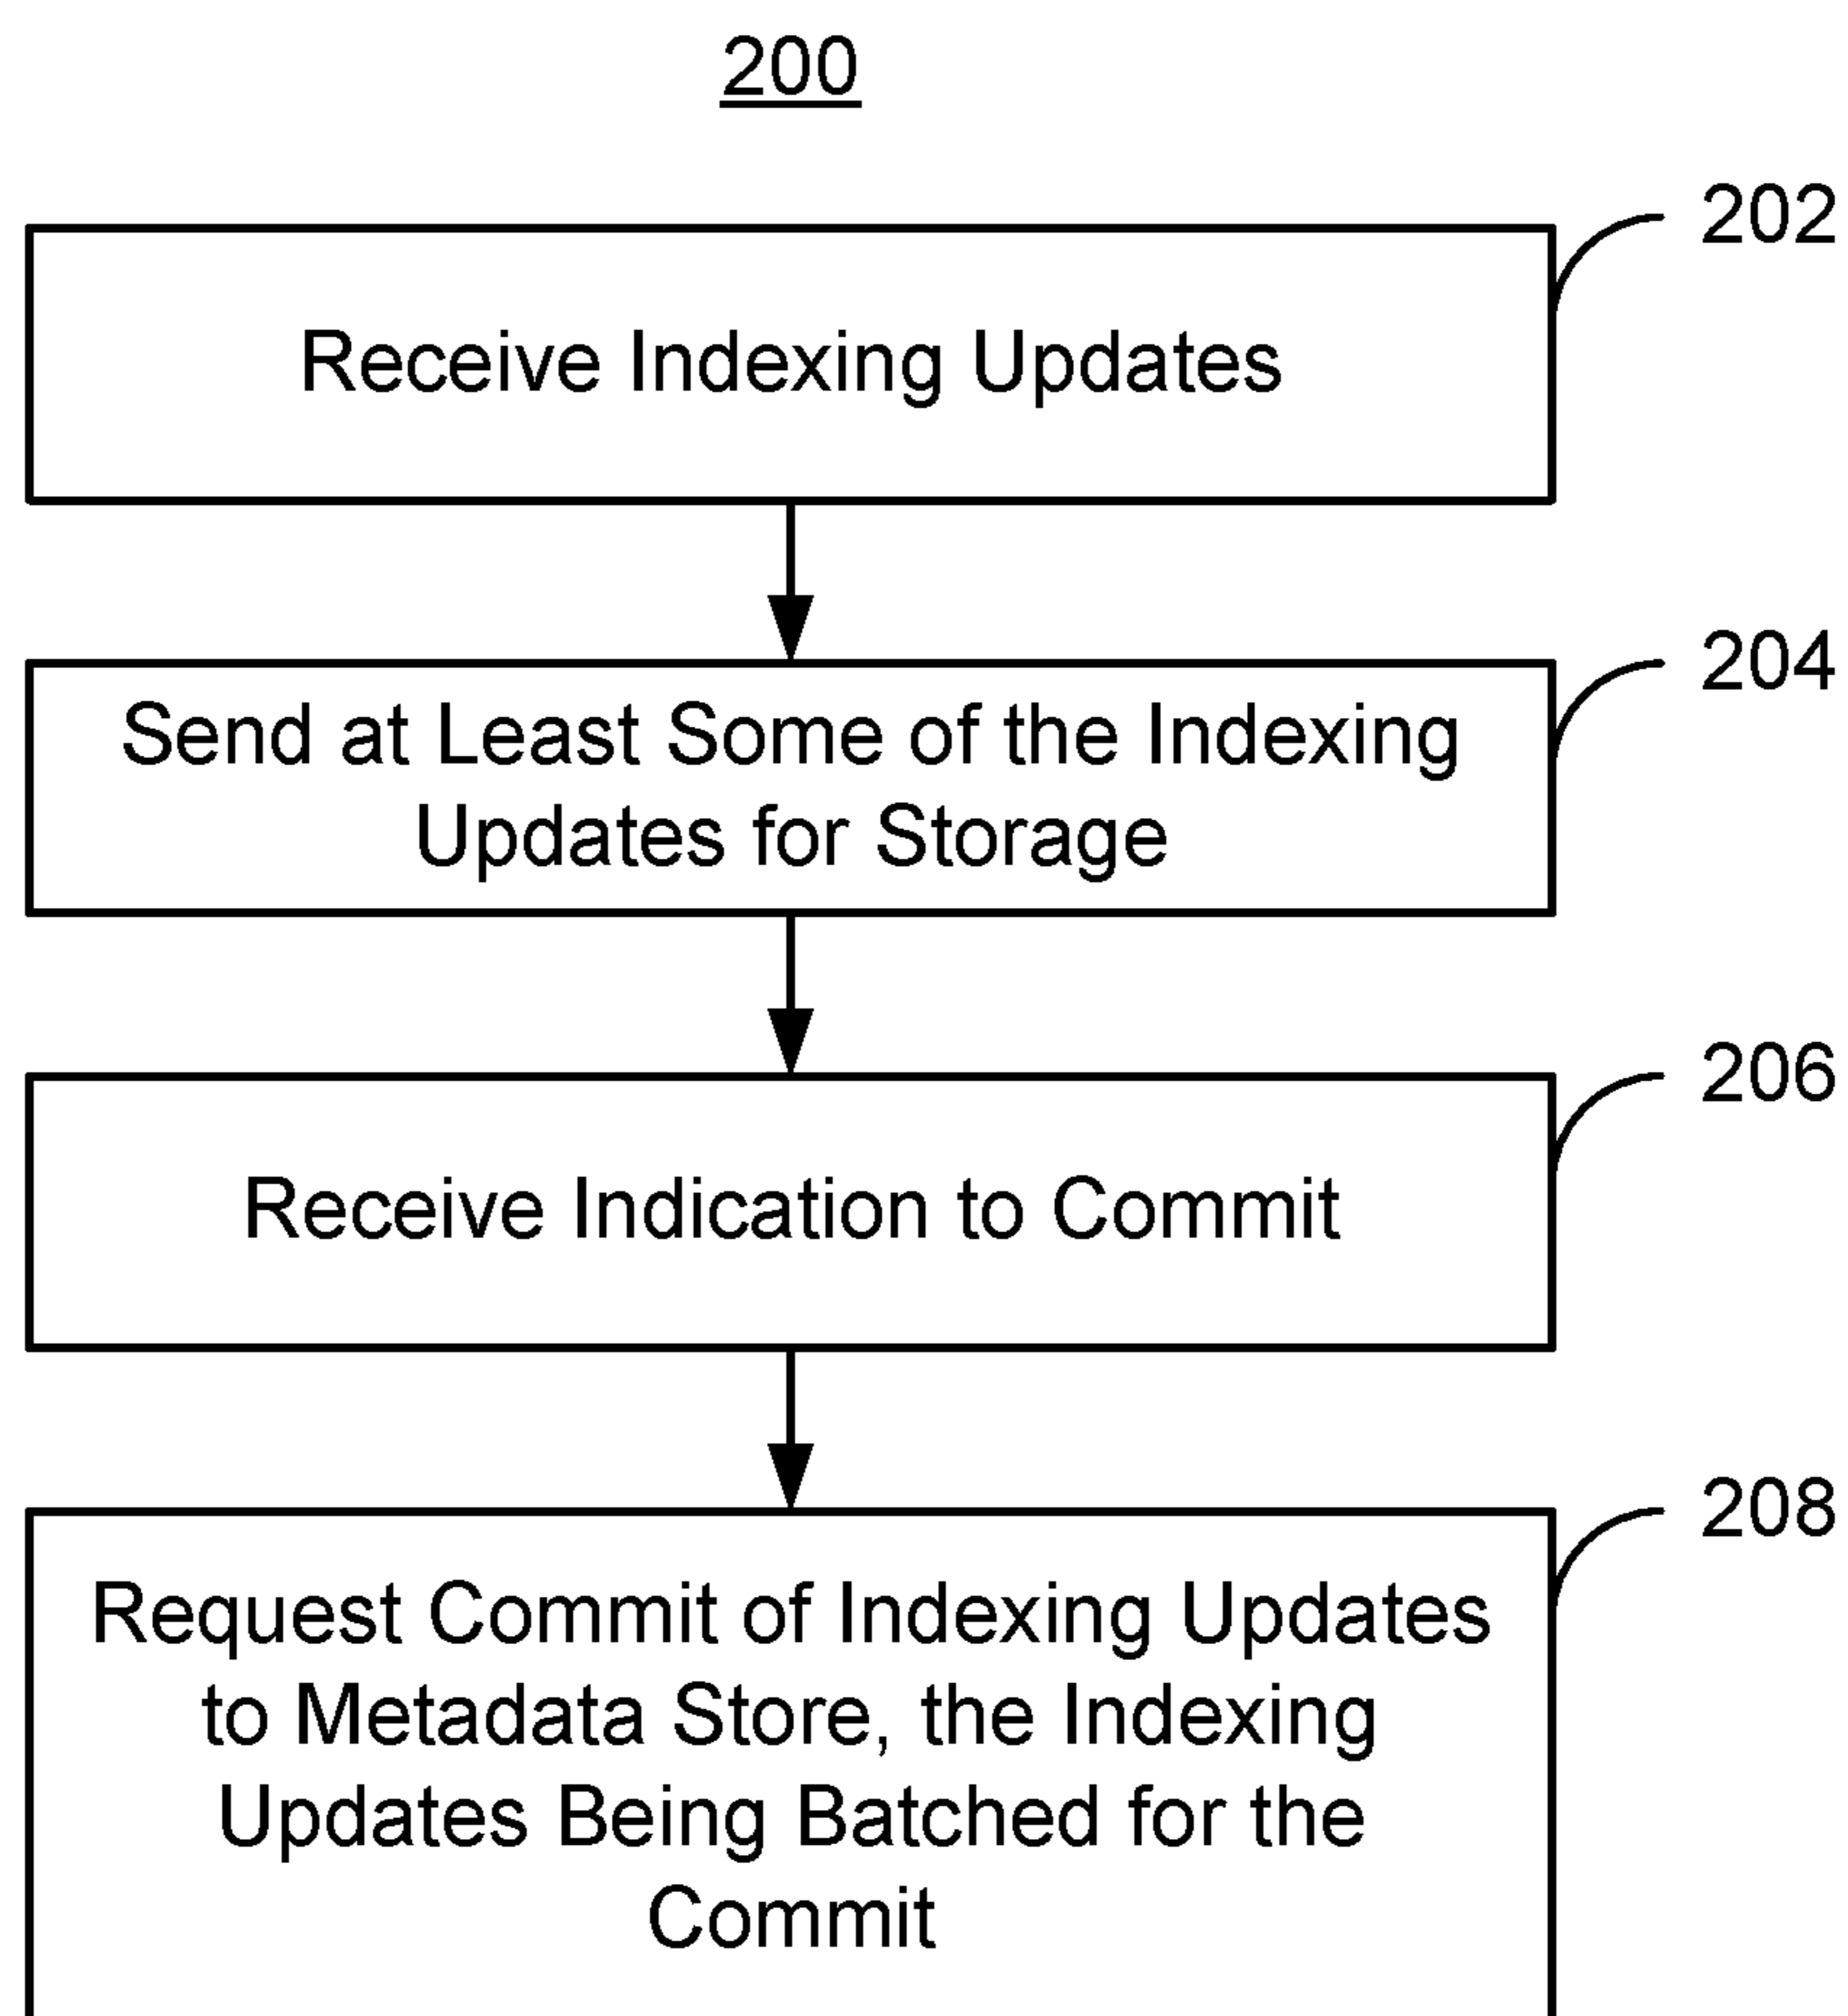 200
202
Receive Indexing Updates
204
Send at Least Some of the Indexing
Updates for Storage
206
Receive Indication to Commit
208
Request Commit of Indexing Updates
to Metadata Store, the Indexing
Updates Being Batched for the
Commit